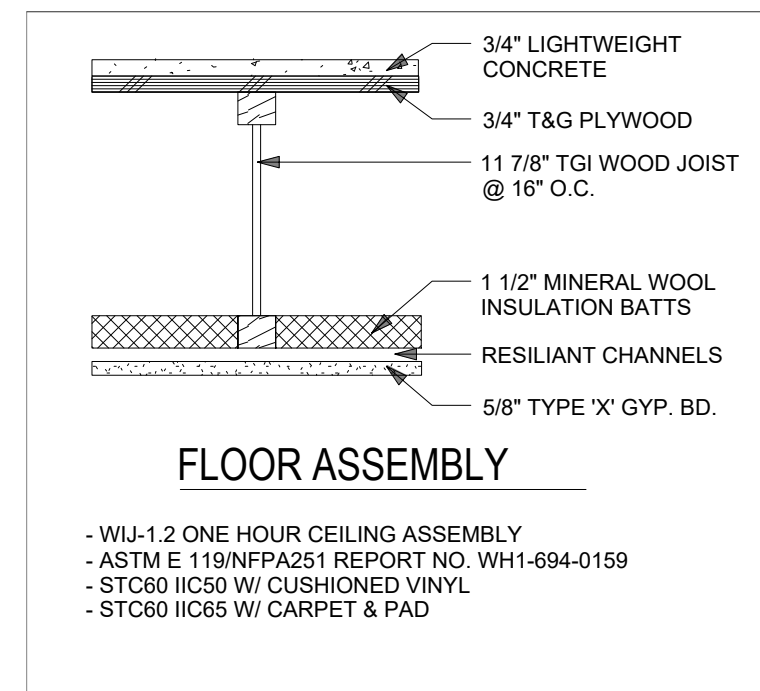 3/4" LIGHTWEIGHT
CONCRETE
3/4" T&G PLYWOOD
11 7/8" TGI WOOD JOIST
@ 16" O.C.
1 1/2" MINERAL WOOL
INSULATION BATTS
RESILIANT CHANNELS
5/8" TYPE 'X' GYP. BD.
FLOOR ASSEMBLY
- WIJ-1.2 ONE HOUR CEILING ASSEMBLY
- ASTM E 119/NFPA251 REPORT NO. WH1-694-0159
- STC60 IIC50 W/ CUSHIONED VINYL
- STC60 IIC65 W/ CARPET & PAD